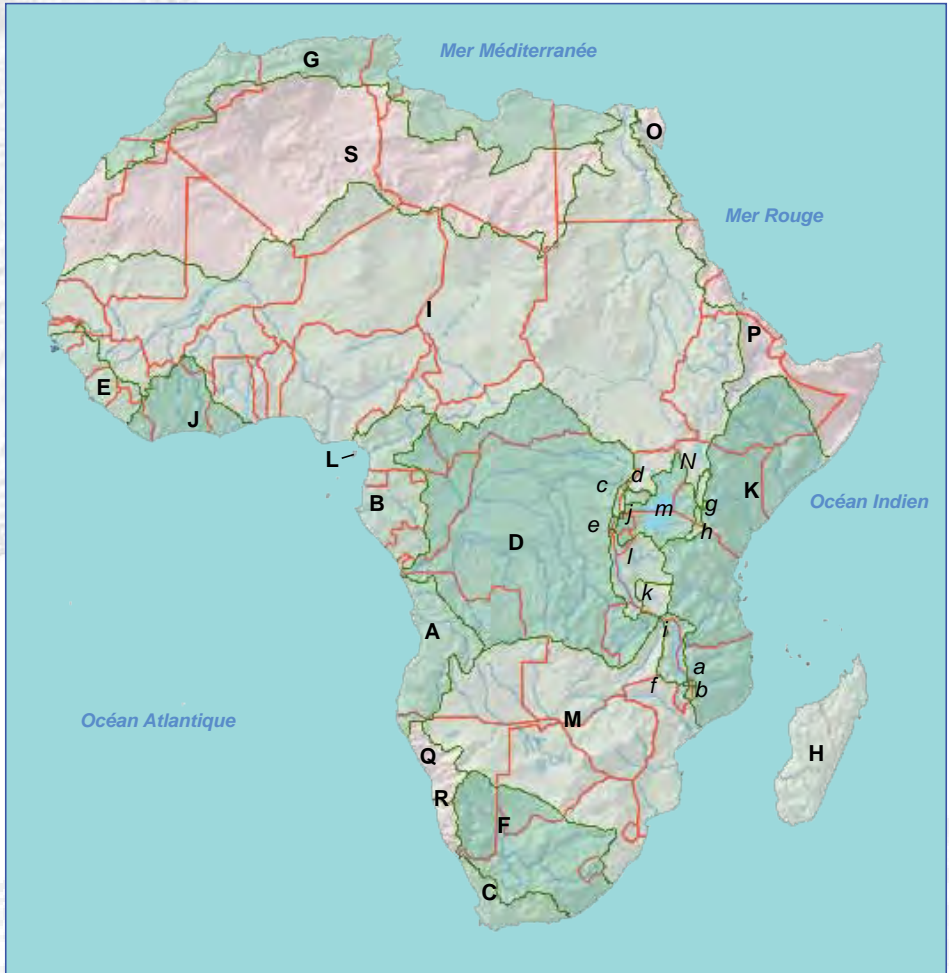 G
Mer Méditerranée
O
S
Mer Rouge
I
P
E
J
L
N
d
c
K
B
g
m
Océan Indien
j
e
h
D
l
k
A
i
a
f
b
M
Océan Atlantique
Q
H
R
F
C